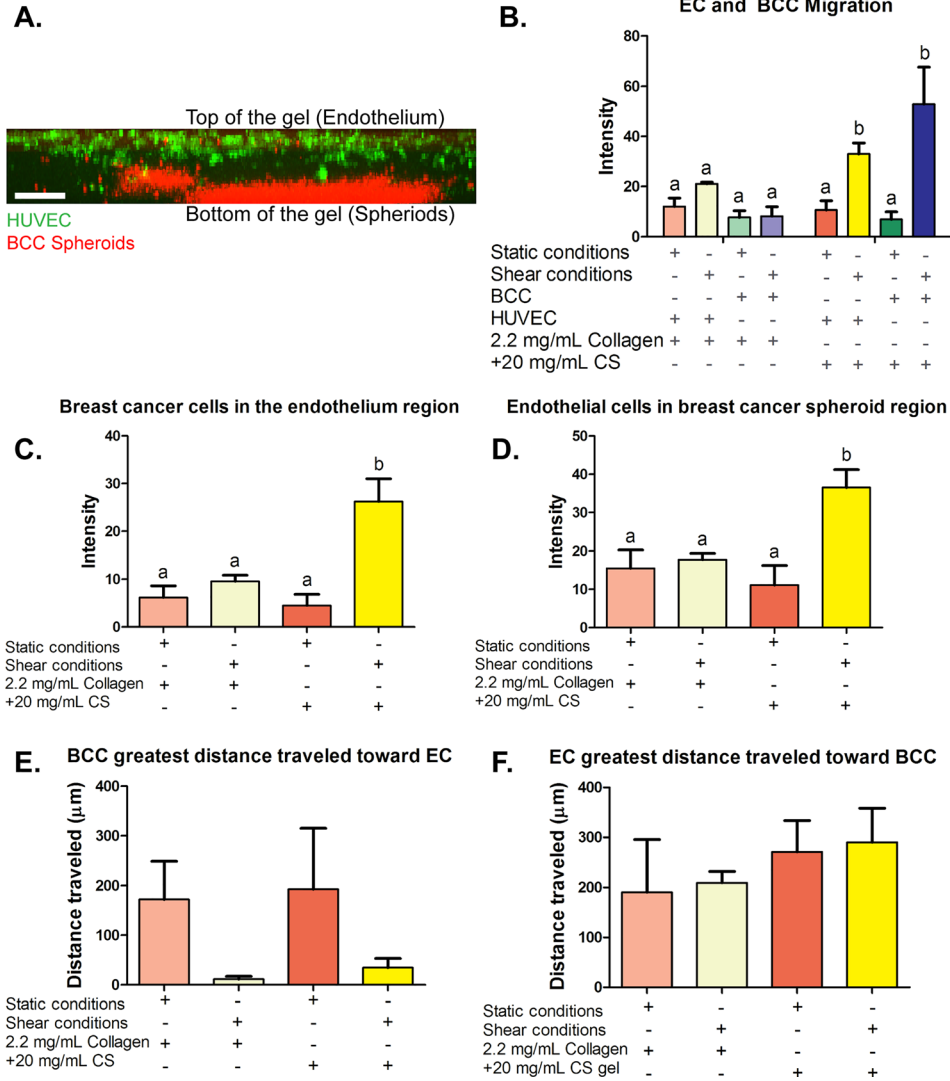 A.
Top of the gel (Endothelium)
Bottom of the gel (Spheriods)
HUVEC
BCC Spheroids
B.
EC and BCC Migration
Intensity
80
60
40
20
0
a a a a a b a b
Static conditions + - + - + - + -
Shear conditions - + - + - + - +
BCC - - + + - - + +
HUVEC + + - - + + - -
2.2 mg/mL Collagen + + + + - - - -
+20 mg/mL CS - - - - + + + +
C.
Breast cancer cells in the endothelium region
Intensity
40
30
20
10
0
a a a b
Static conditions + - + -
Shear conditions - + - +
2.2 mg/mL Collagen + + - -
+20 mg/mL CS - - + +
D.
Endothelial cells in breast cancer spheroid region
Intensity
50
40
30
20
10
0
a a a b
Static conditions + - + -
Shear conditions - + - +
2.2 mg/mL Collagen + + - -
+20 mg/mL CS - - + +
E.
BCC greatest distance traveled toward EC
Distance traveled (μm)
400
300
200
100
0
Static conditions + - + -
Shear conditions - + - +
2.2 mg/mL Collagen + + - -
+20 mg/mL CS - - + +
F.
EC greatest distance traveled toward BCC
Distance traveled (μm)
400
300
200
100
0
Static conditions + - + -
Shear conditions - + - +
2.2 mg/mL Collagen + + - -
+20 mg/mL CS gel - - + +